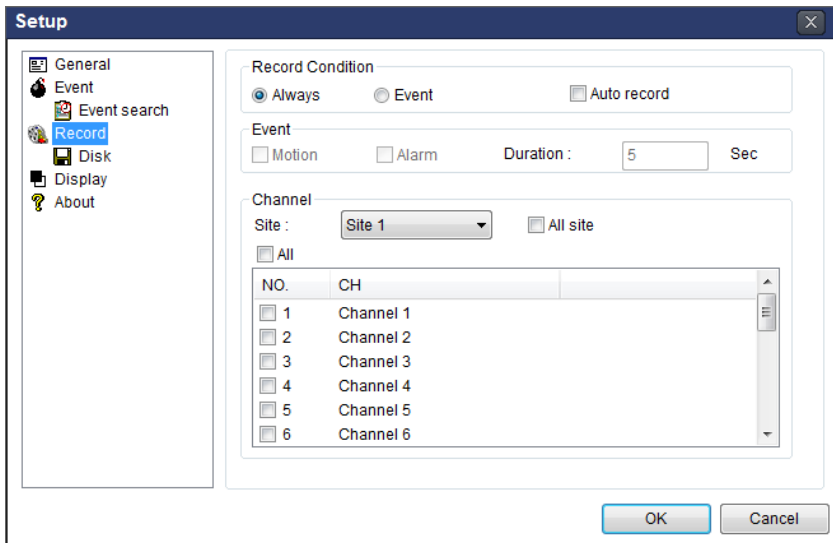 Setup
General
Event
Event search
Record
Disk
Display
About
Record Condition
Always Event Auto record
Event
Motion Alarm Duration : 5 Sec
Channel
Site : Site 1 All site
All
NO. CH
1 Channel 1
2 Channel 2
3 Channel 3
4 Channel 4
5 Channel 5
6 Channel 6
OK Cancel